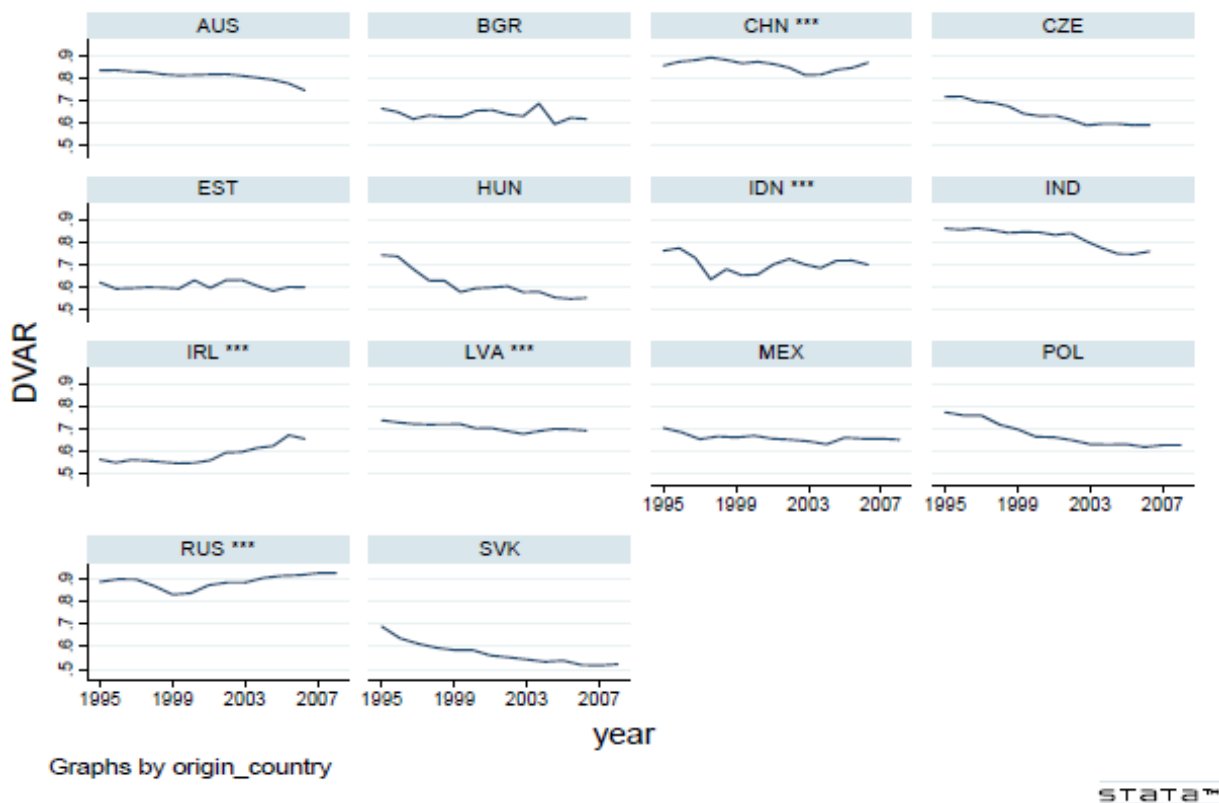 AUS BGR CHN *** CZE
.9
.8
.7
.6
.5
EST HUN IDN *** IND
.9
.8
.7
.6
.5
IRL *** LVA *** MEX POL
.9
.8
.7
.6
.5
1995 1999 2003 2007 1995 1999 2003 2007
DVAR
RUS *** SVK
.9
.8
.7
.6
.5
1995 1999 2003 2007 1995 1999 2003 2007
year
Graphs by origin_country
STATA™